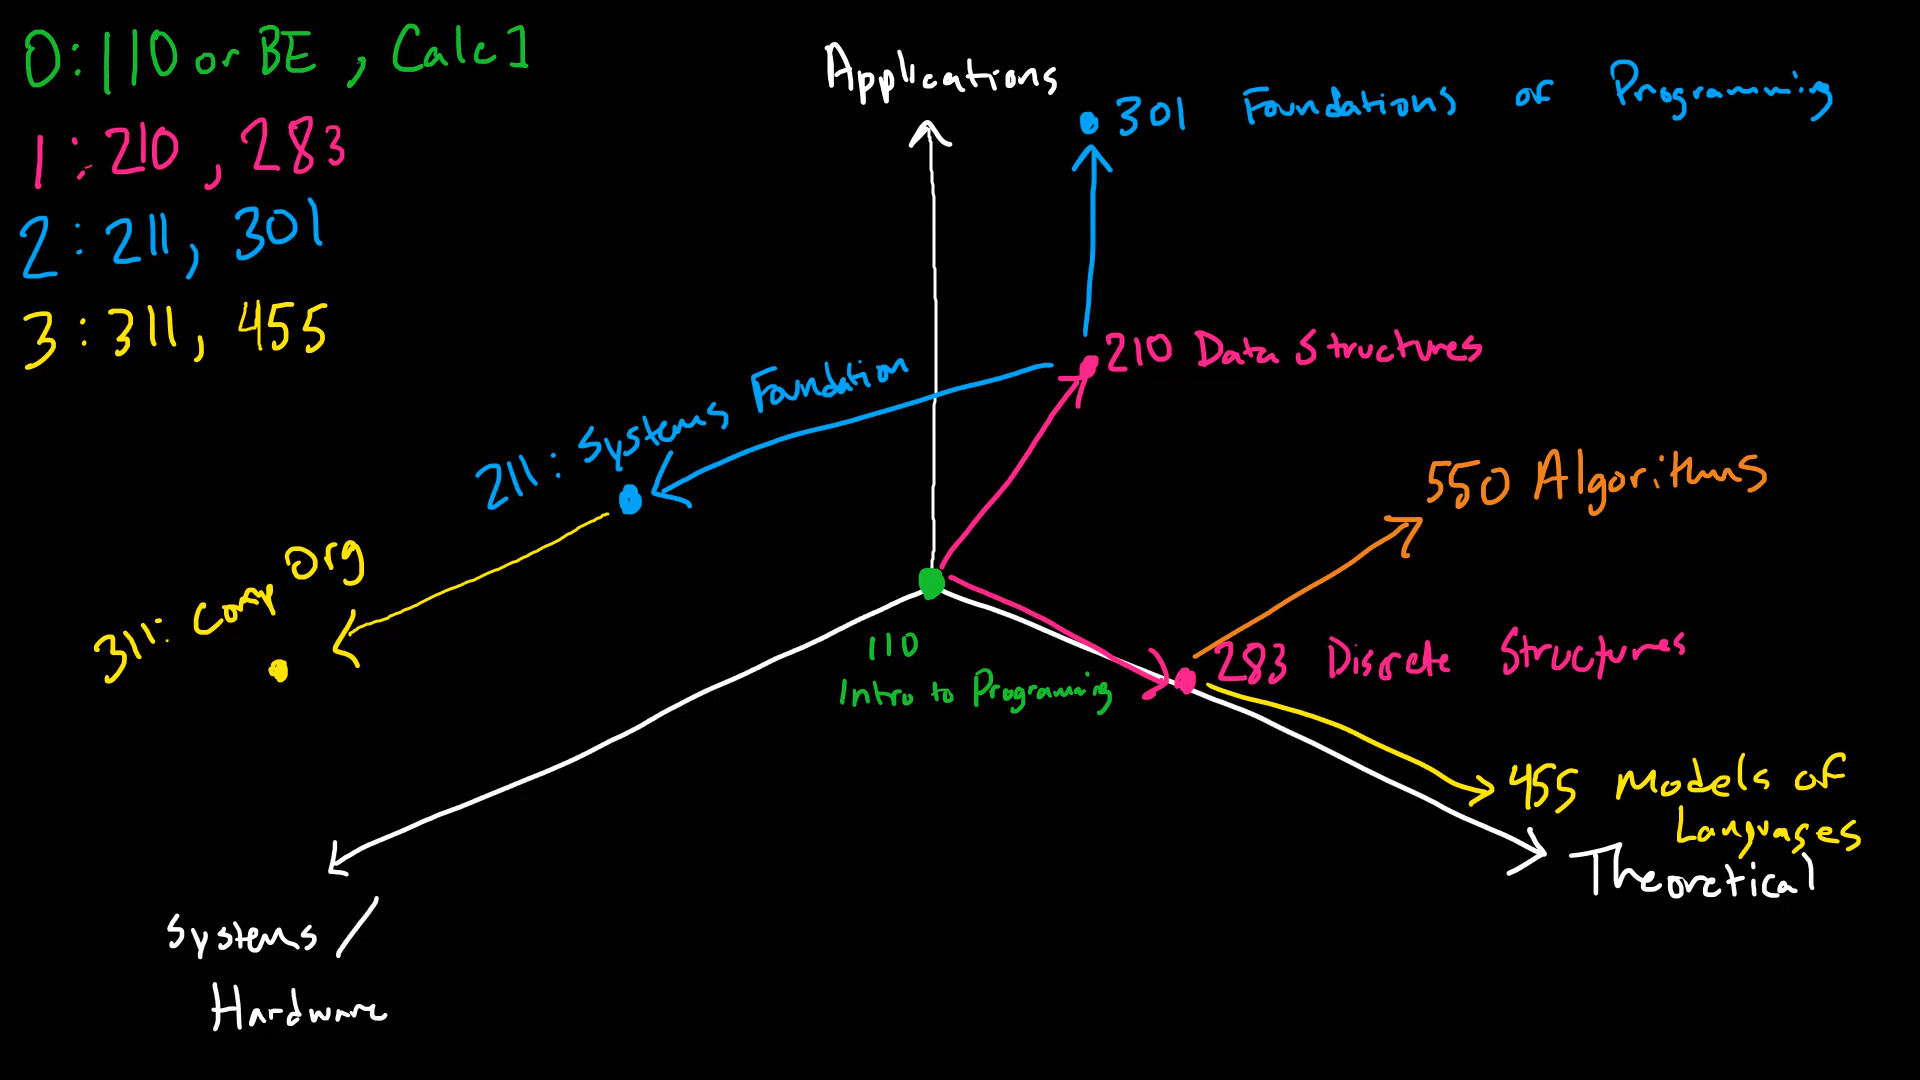 0: 110 or BE, Calc 1
1: 210, 283
2: 211, 301
3: 311, 455
Applications
301 Foundations of Programming
210 Data Structures
211: Systems Foundation
550 Algorithms
311: Comp Org
110
Intro to Programming
283 Discrete Structures
455 Models of
Languages
Theoretical
Systems /
Hardware